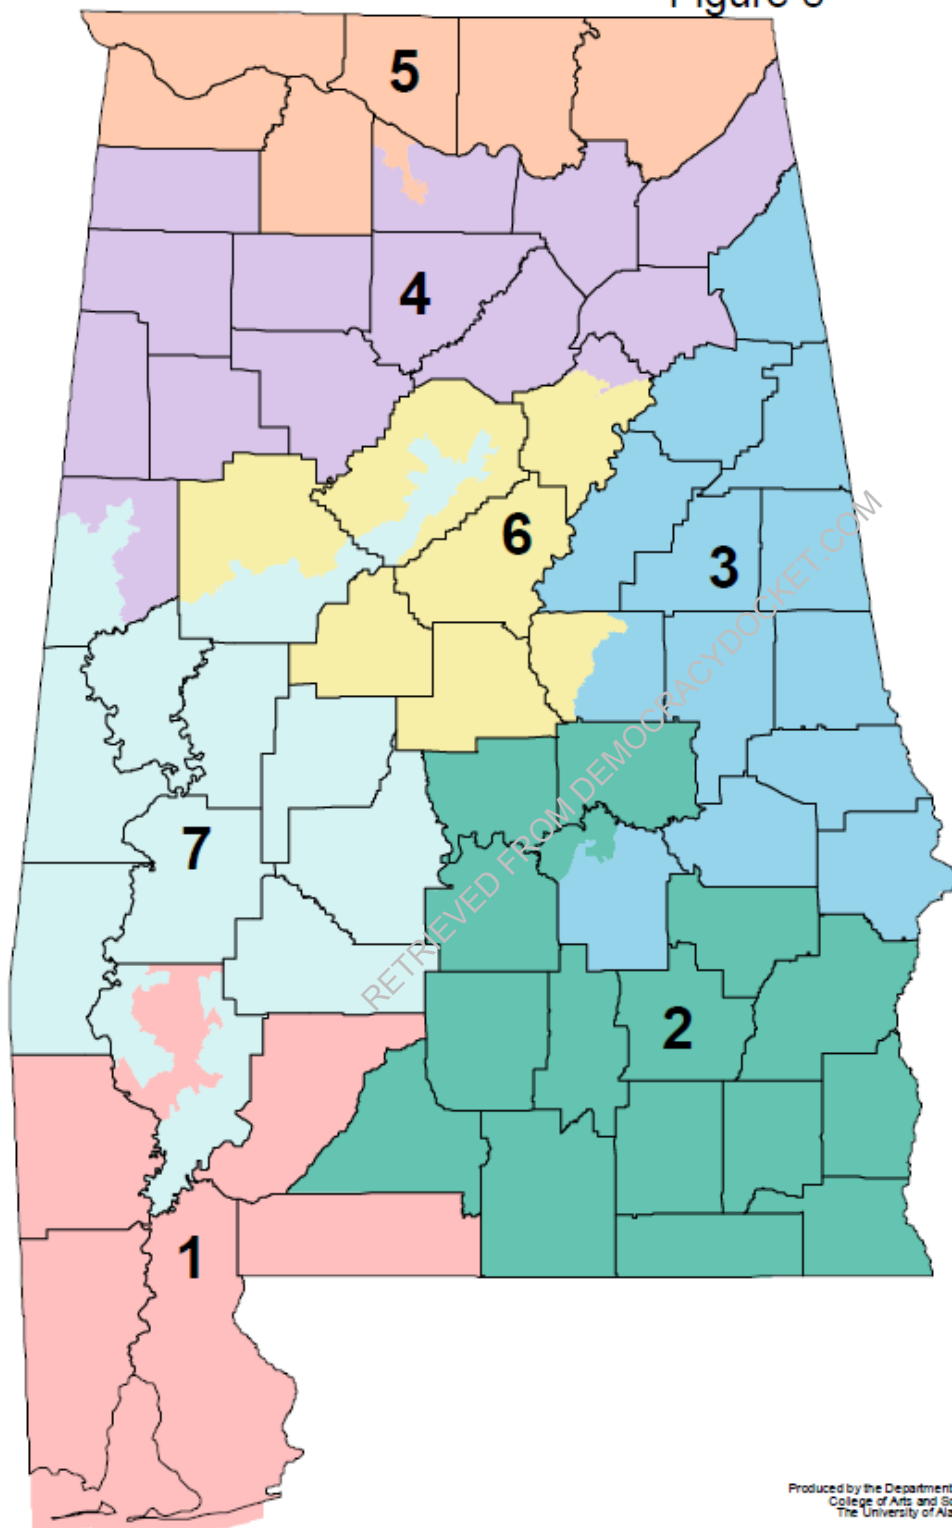 5
4
6
3
7
2
1
RETRIEVED FROM DEMOCRACYDOCKET.COM
Produced by the Department
College of Arts and
The University of